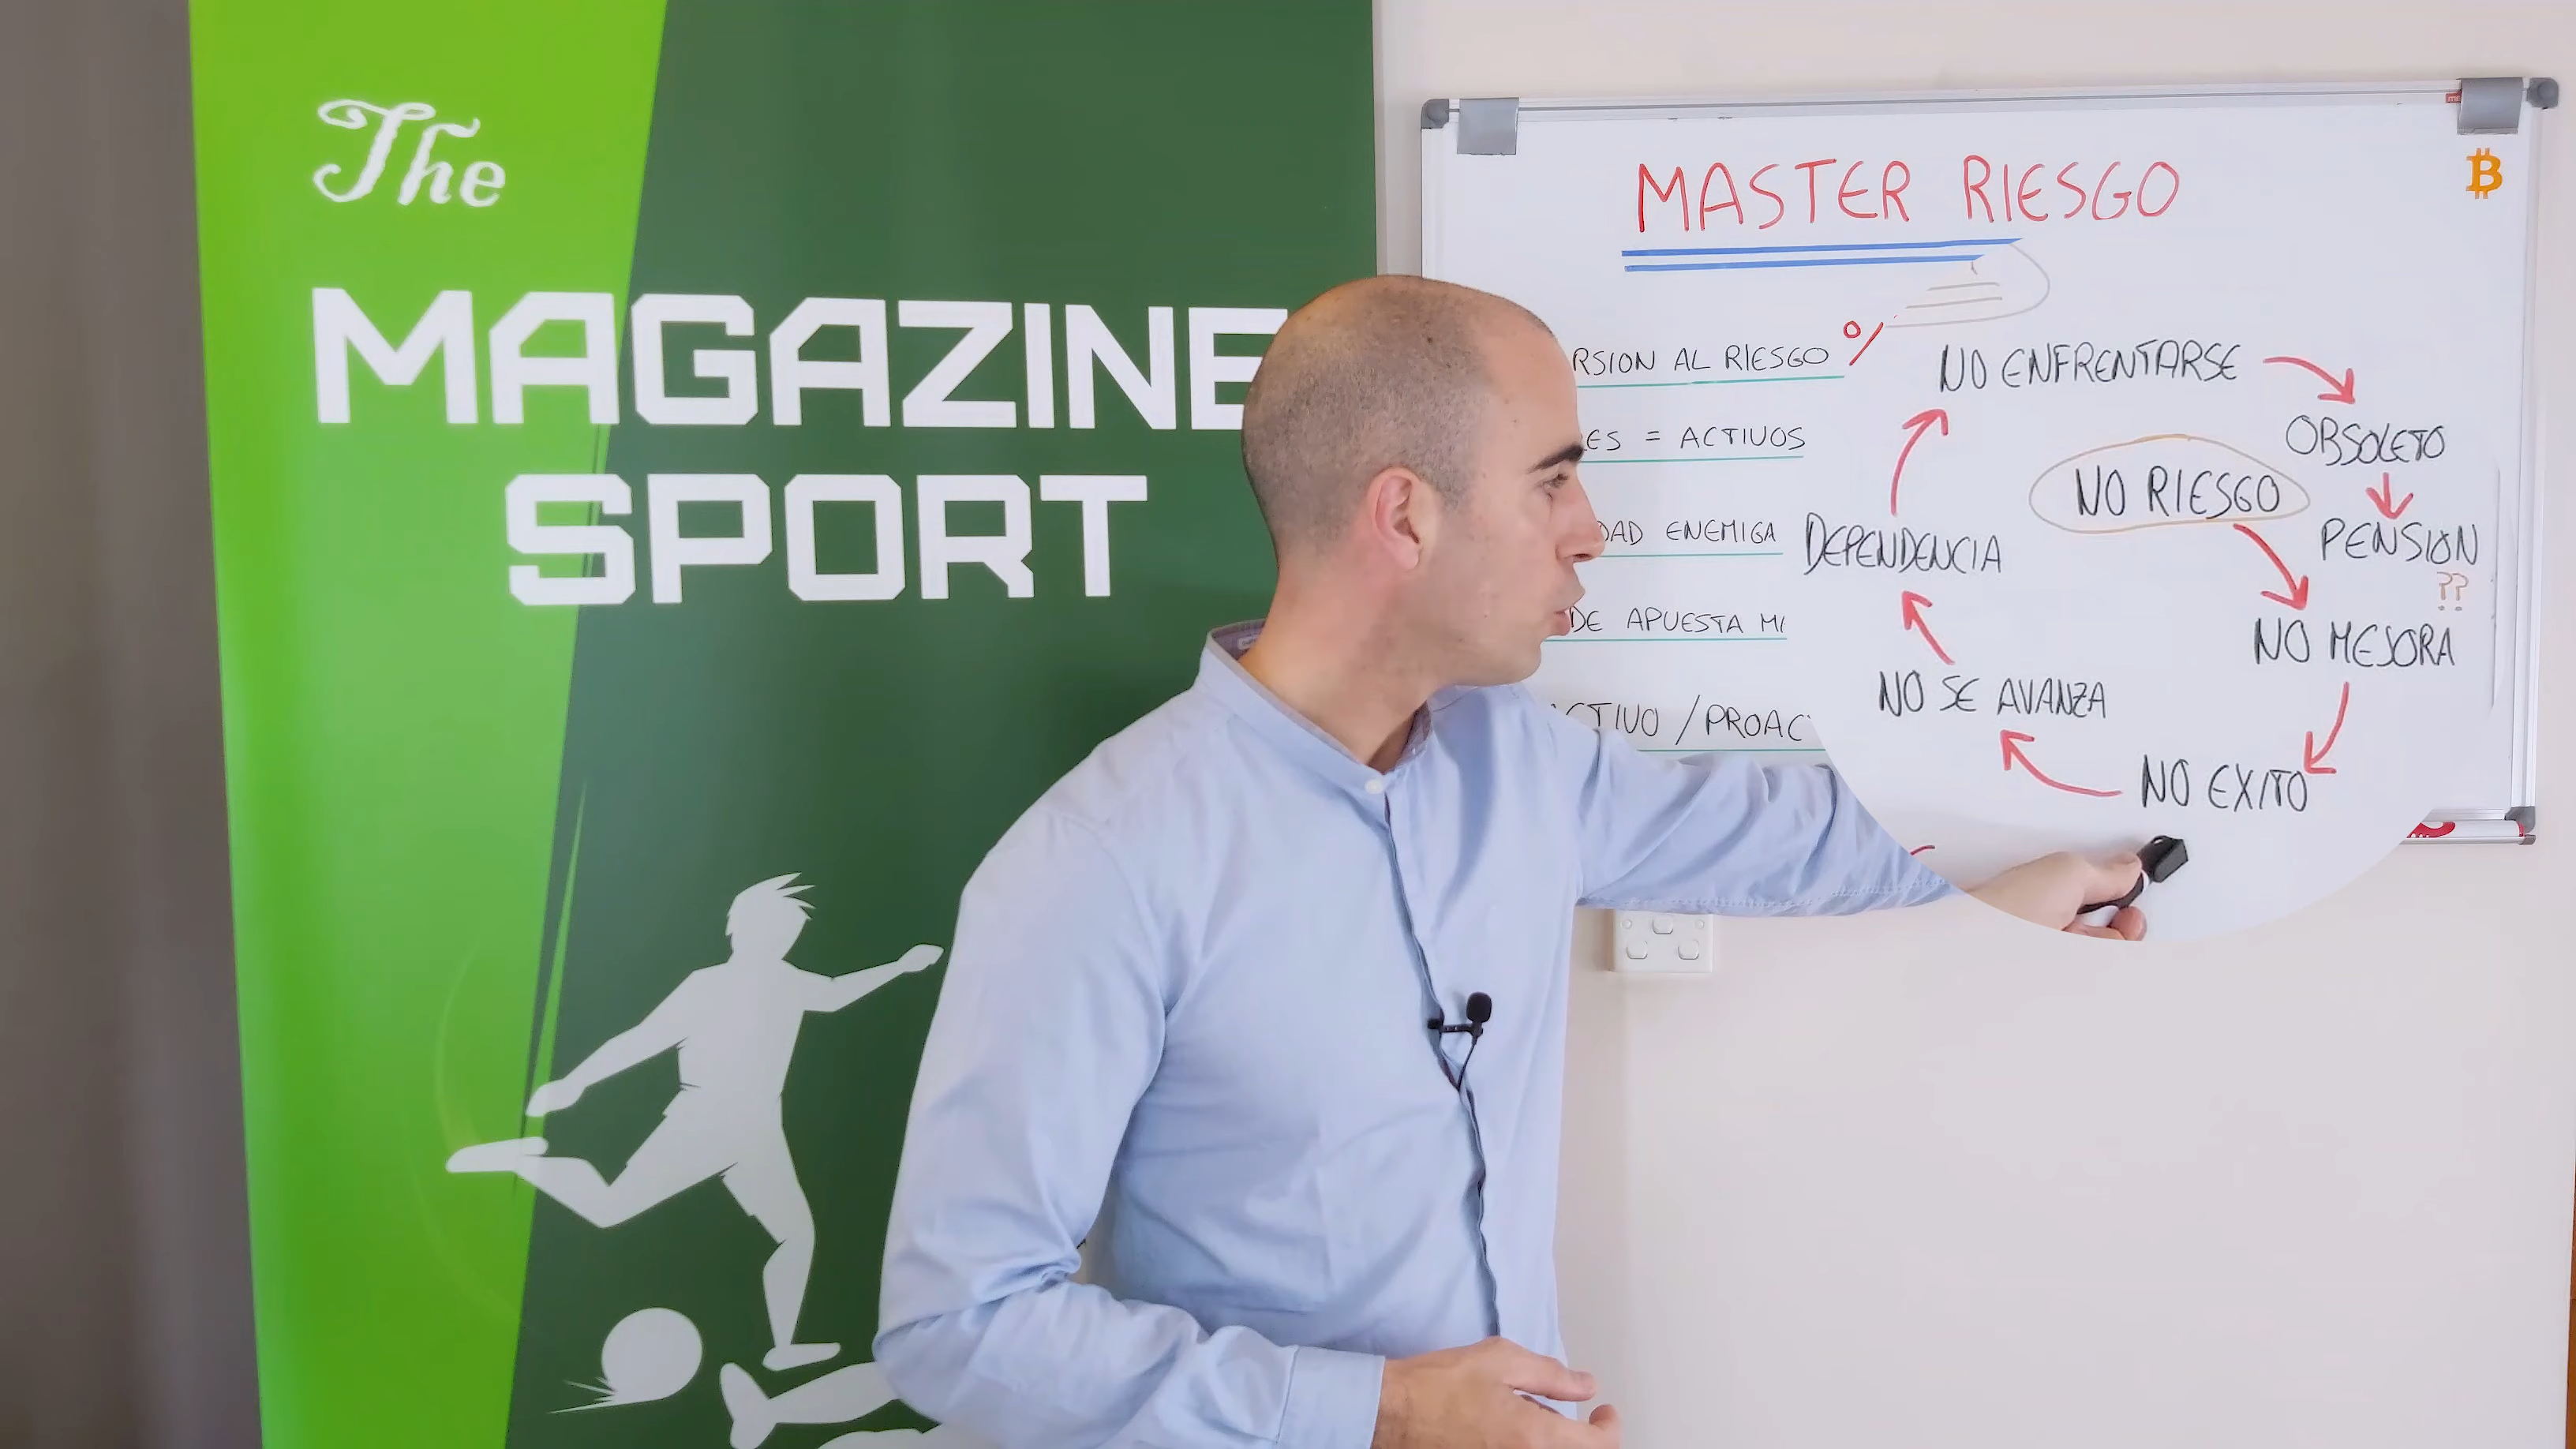 The
MAGAZINE
SPORT
MASTER RIESGO
RSION AL RIESGO %
ES = ACTIVOS
DAD ENEMIGA
DE APUESTA MI
CTIVO / PROAC
NO ENFRENTARSE
OBSOLETO
NO RIESGO
PENSION
??
DEPENDENCIA
NO MEJORA
NO SE AVANZA
NO EXITO